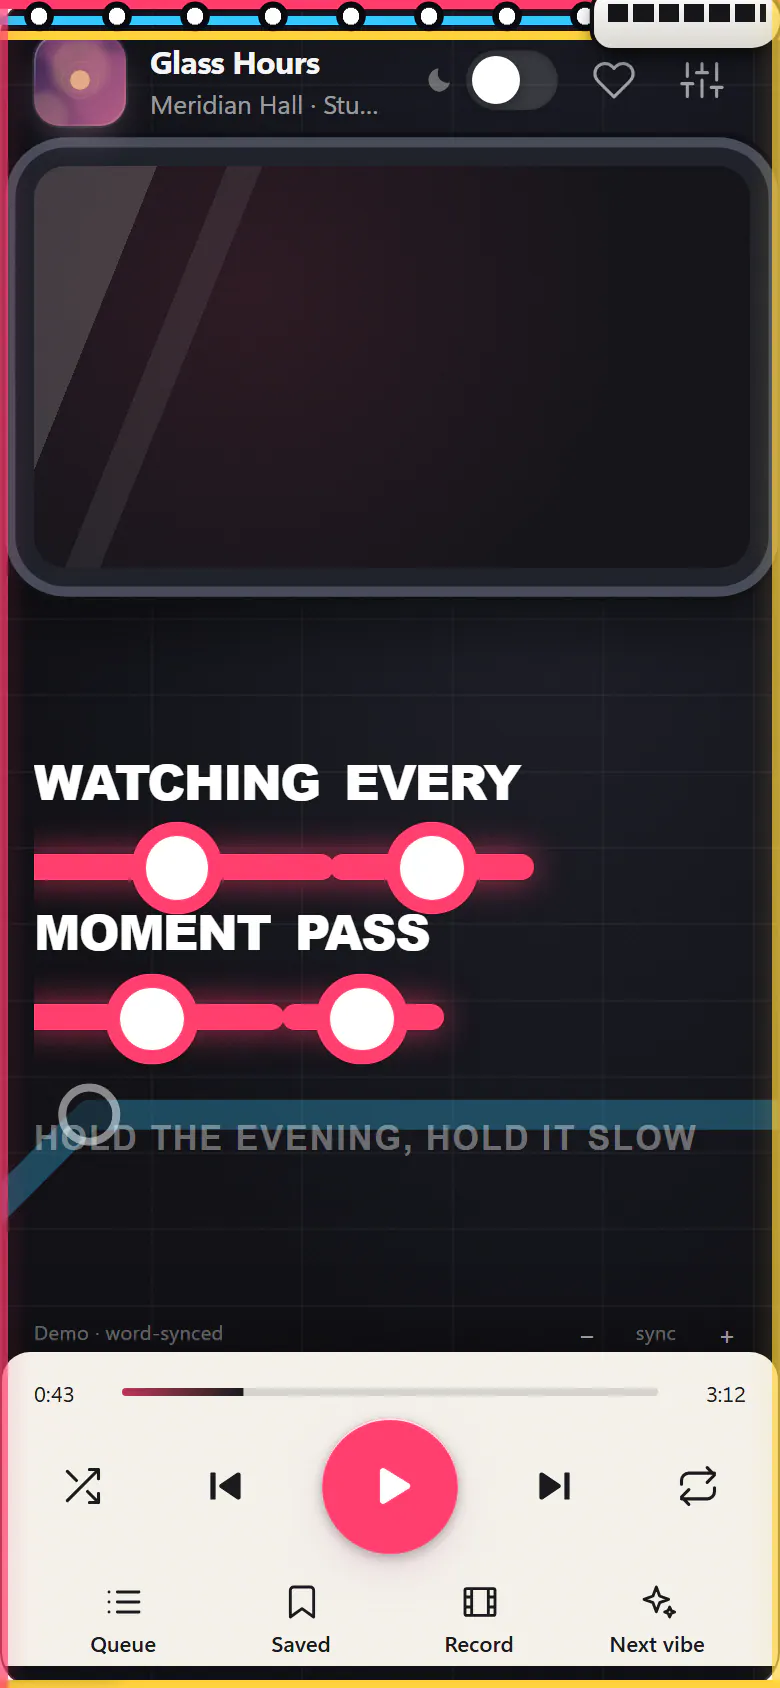 Glass Hours
Meridian Hall · Stu...
WATCHING EVERY
MOMENT PASS
HOLD THE EVENING, HOLD IT SLOW
Demo · word-synced
− sync +
0:43 3:12
Queue Saved Record Next vibe